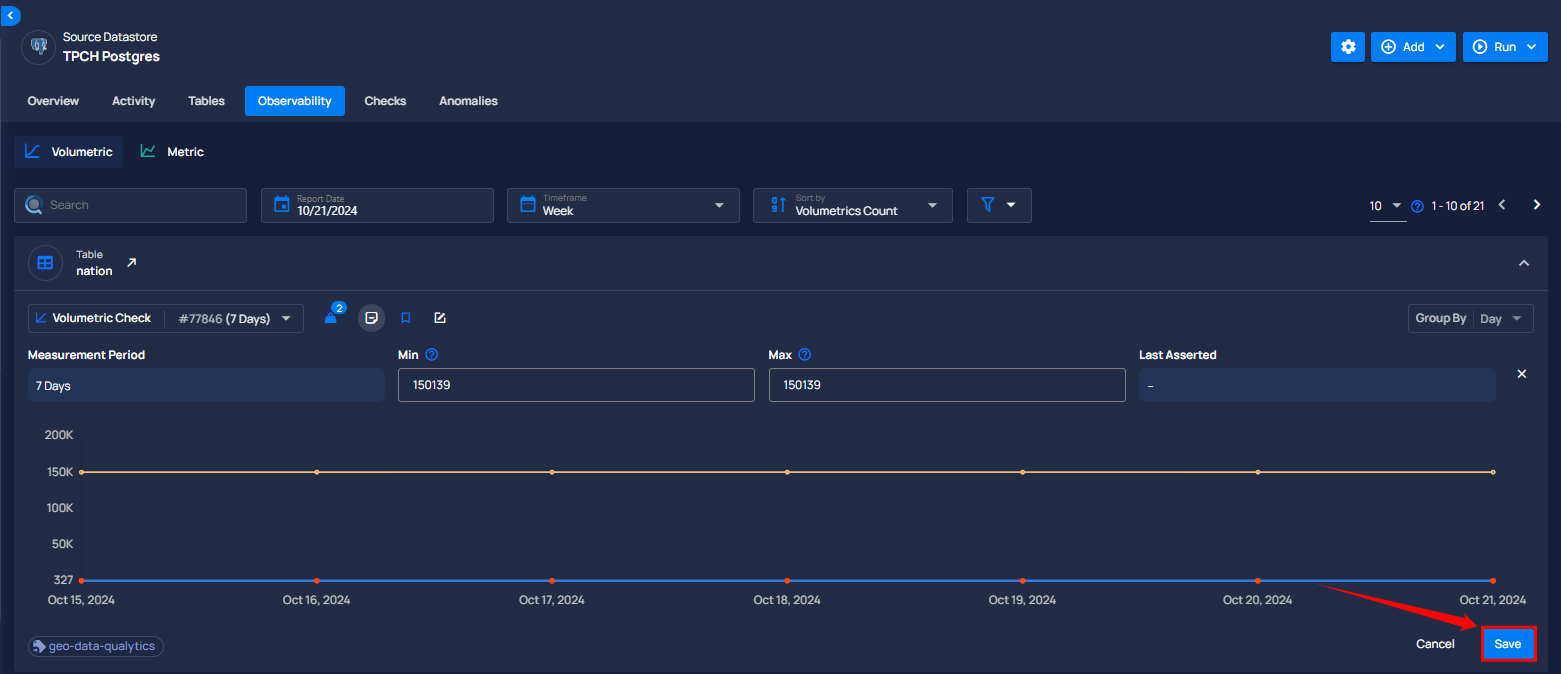 Source Datastore
TPCH Postgres
Add
Run
Overview Activity Tables Observability Checks Anomalies
Volumetric Metric
Search
Report Date
10/21/2024
Timeframe
Week
Sort by
Volumetrics Count
10
1 - 10 of 21
Table
nation
Volumetric Check #77846 (7 Days)
2
Group By Day
Measurement Period Min Max Last Asserted
7 Days 150139 150139 –
200K
150K
100K
50K
327
Oct 15, 2024 Oct 16, 2024 Oct 17, 2024 Oct 18, 2024 Oct 19, 2024 Oct 20, 2024 Oct 21, 2024
geo-data-qualytics
Cancel Save